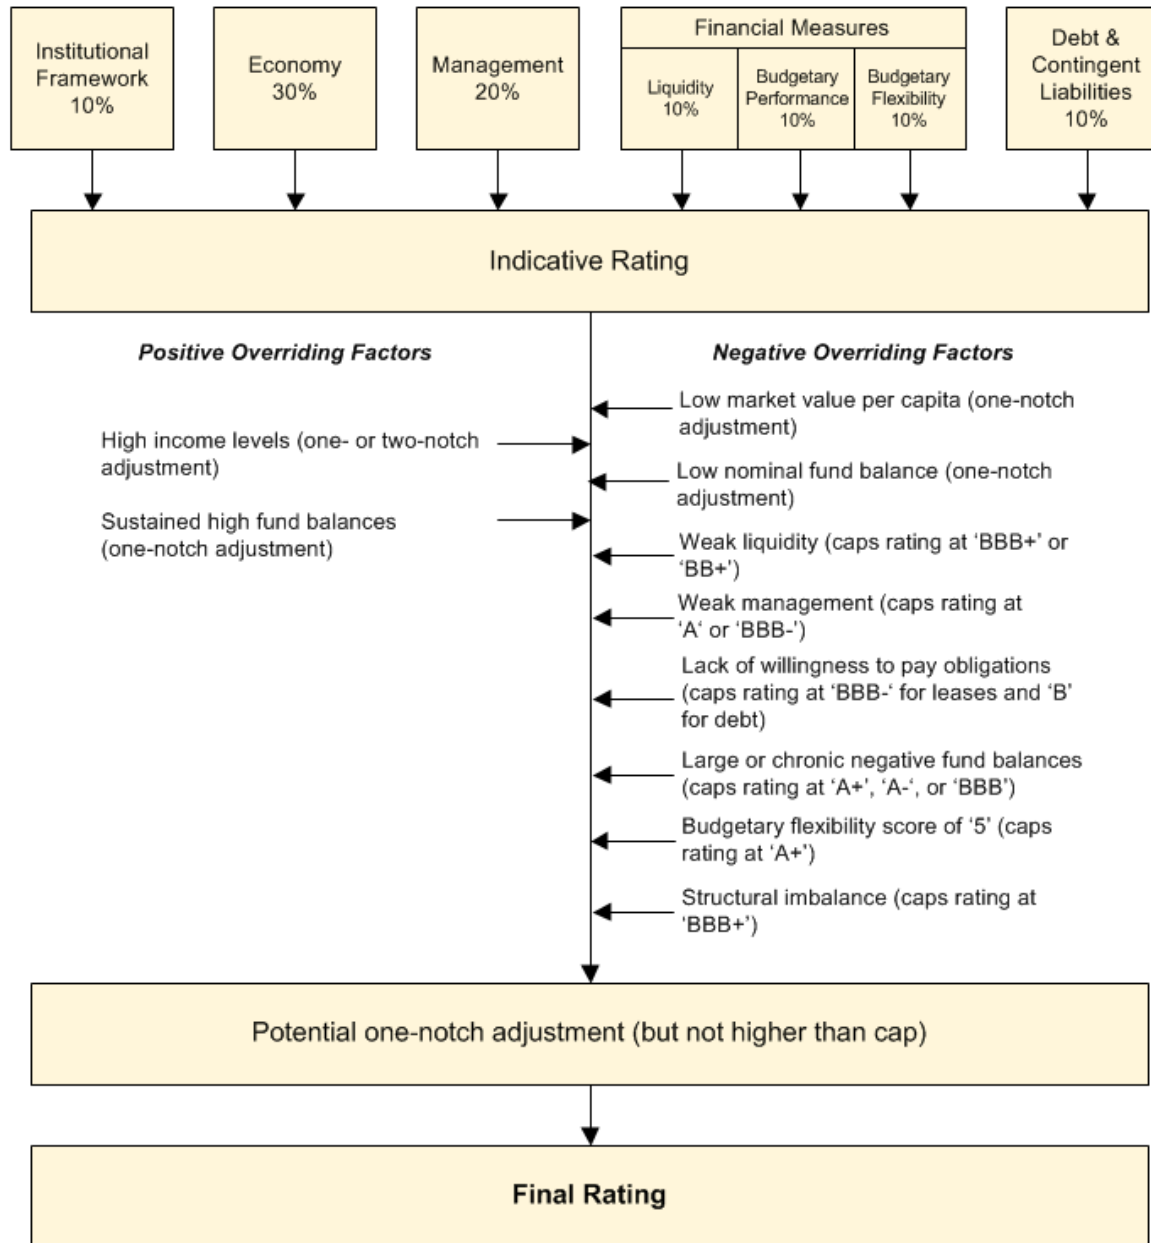 Institutional
Framework
10%
Economy
30%
Management
20%
Financial Measures
Liquidity
10%
Budgetary
Performance
10%
Budgetary
Flexibility
10%
Debt &
Contingent
Liabilities
10%
Indicative Rating
Positive Overriding Factors
High income levels (one- or two-notch
adjustment)
Sustained high fund balances
(one-notch adjustment)
Negative Overriding Factors
Low market value per capita (one-notch
adjustment)
Low nominal fund balance (one-notch
adjustment)
Weak liquidity (caps rating at ‘BBB+’ or
‘BB+’)
Weak management (caps rating at
‘A‘ or ‘BBB-’)
Lack of willingness to pay obligations
(caps rating at ‘BBB-‘ for leases and ‘B’
for debt)
Large or chronic negative fund balances
(caps rating at ‘A+’, ‘A-‘, or ‘BBB’)
Budgetary flexibility score of ‘5’ (caps
rating at ‘A+’)
Structural imbalance (caps rating at
‘BBB+’)
Potential one-notch adjustment (but not higher than cap)
Final Rating